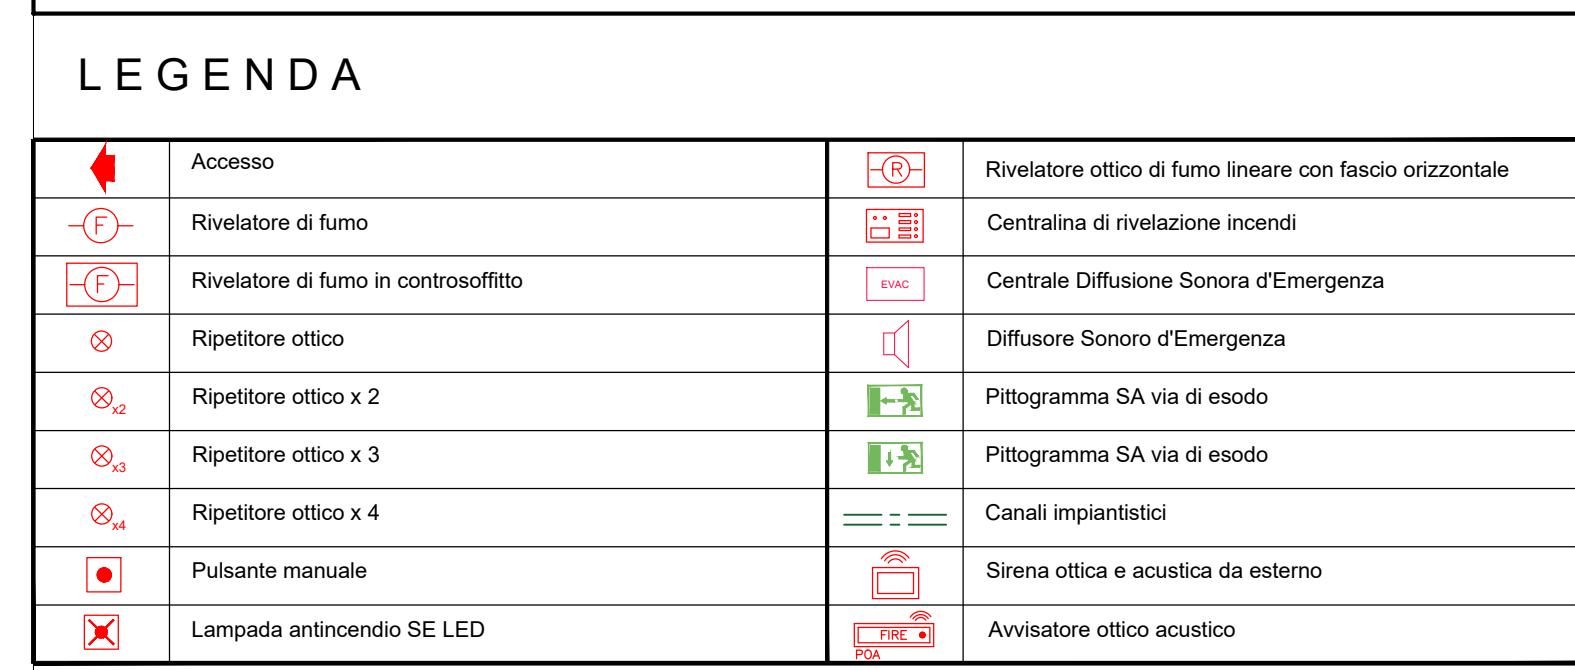 LEGENDA
Accesso
R Rivelatore ottico di fumo lineare con fascio orizzontale
F Rivelatore di fumo
Centralina di rivelazione incendi
F Rivelatore di fumo in controsoffitto
EVAC Centrale Diffusione Sonora d'Emergenza
Ripetitore ottico
Diffusore Sonoro d'Emergenza
x2 Ripetitore ottico x 2
Pittogramma SA via di esodo
x3 Ripetitore ottico x 3
Pittogramma SA via di esodo
x4 Ripetitore ottico x 4
Canali impiantistici
Pulsante manuale
Sirena ottica e acustica da esterno
Lampada antincendio SE LED
FIRE Avvisatore ottico acustico
POA